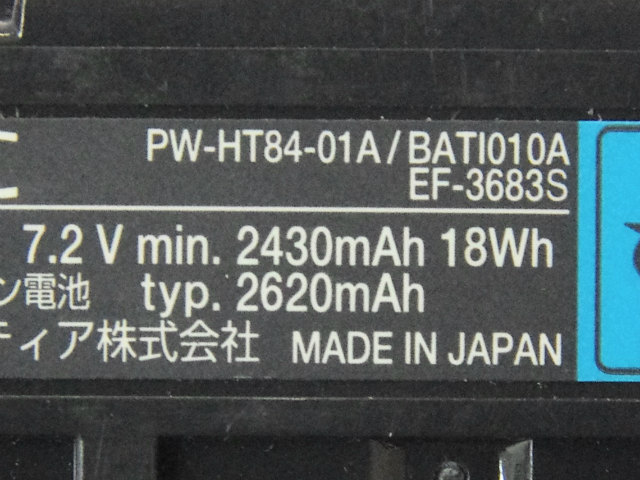 PW-HT84-01A/BATI010A
EF-3683S
7.2 V min. 2430mAh 18Wh
ン電池 typ. 2620mAh
ティア株式会社 MADE IN JAPAN